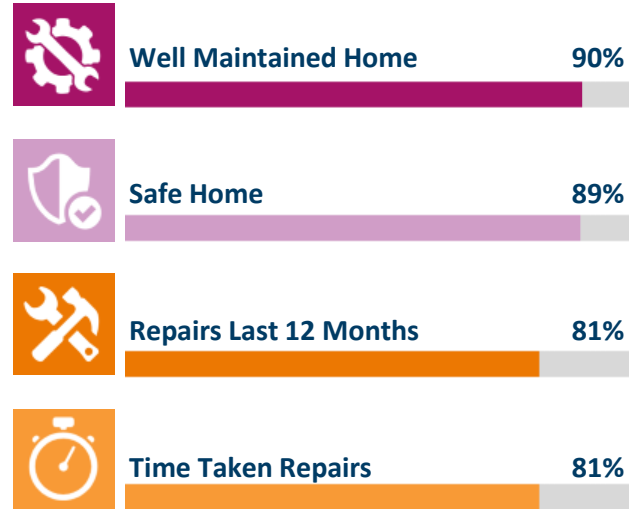 Well Maintained Home 90%
Safe Home 89%
Repairs Last 12 Months 81%
Time Taken Repairs 81%